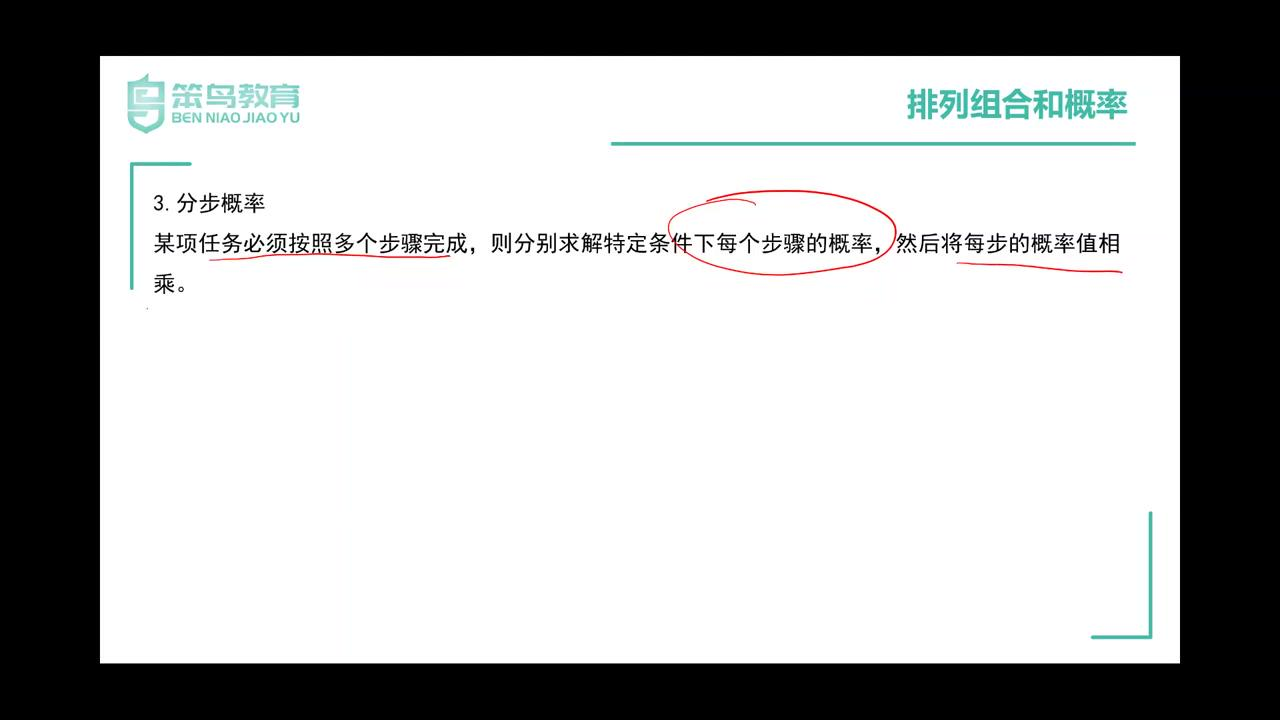 笨鸟教育
BEN NIAO JIAO YU
排列组合和概率
3. 分步概率
某项任务必须按照多个步骤完成，则分别求解特定条件下每个步骤的概率，然后将每步的概率值相
乘。